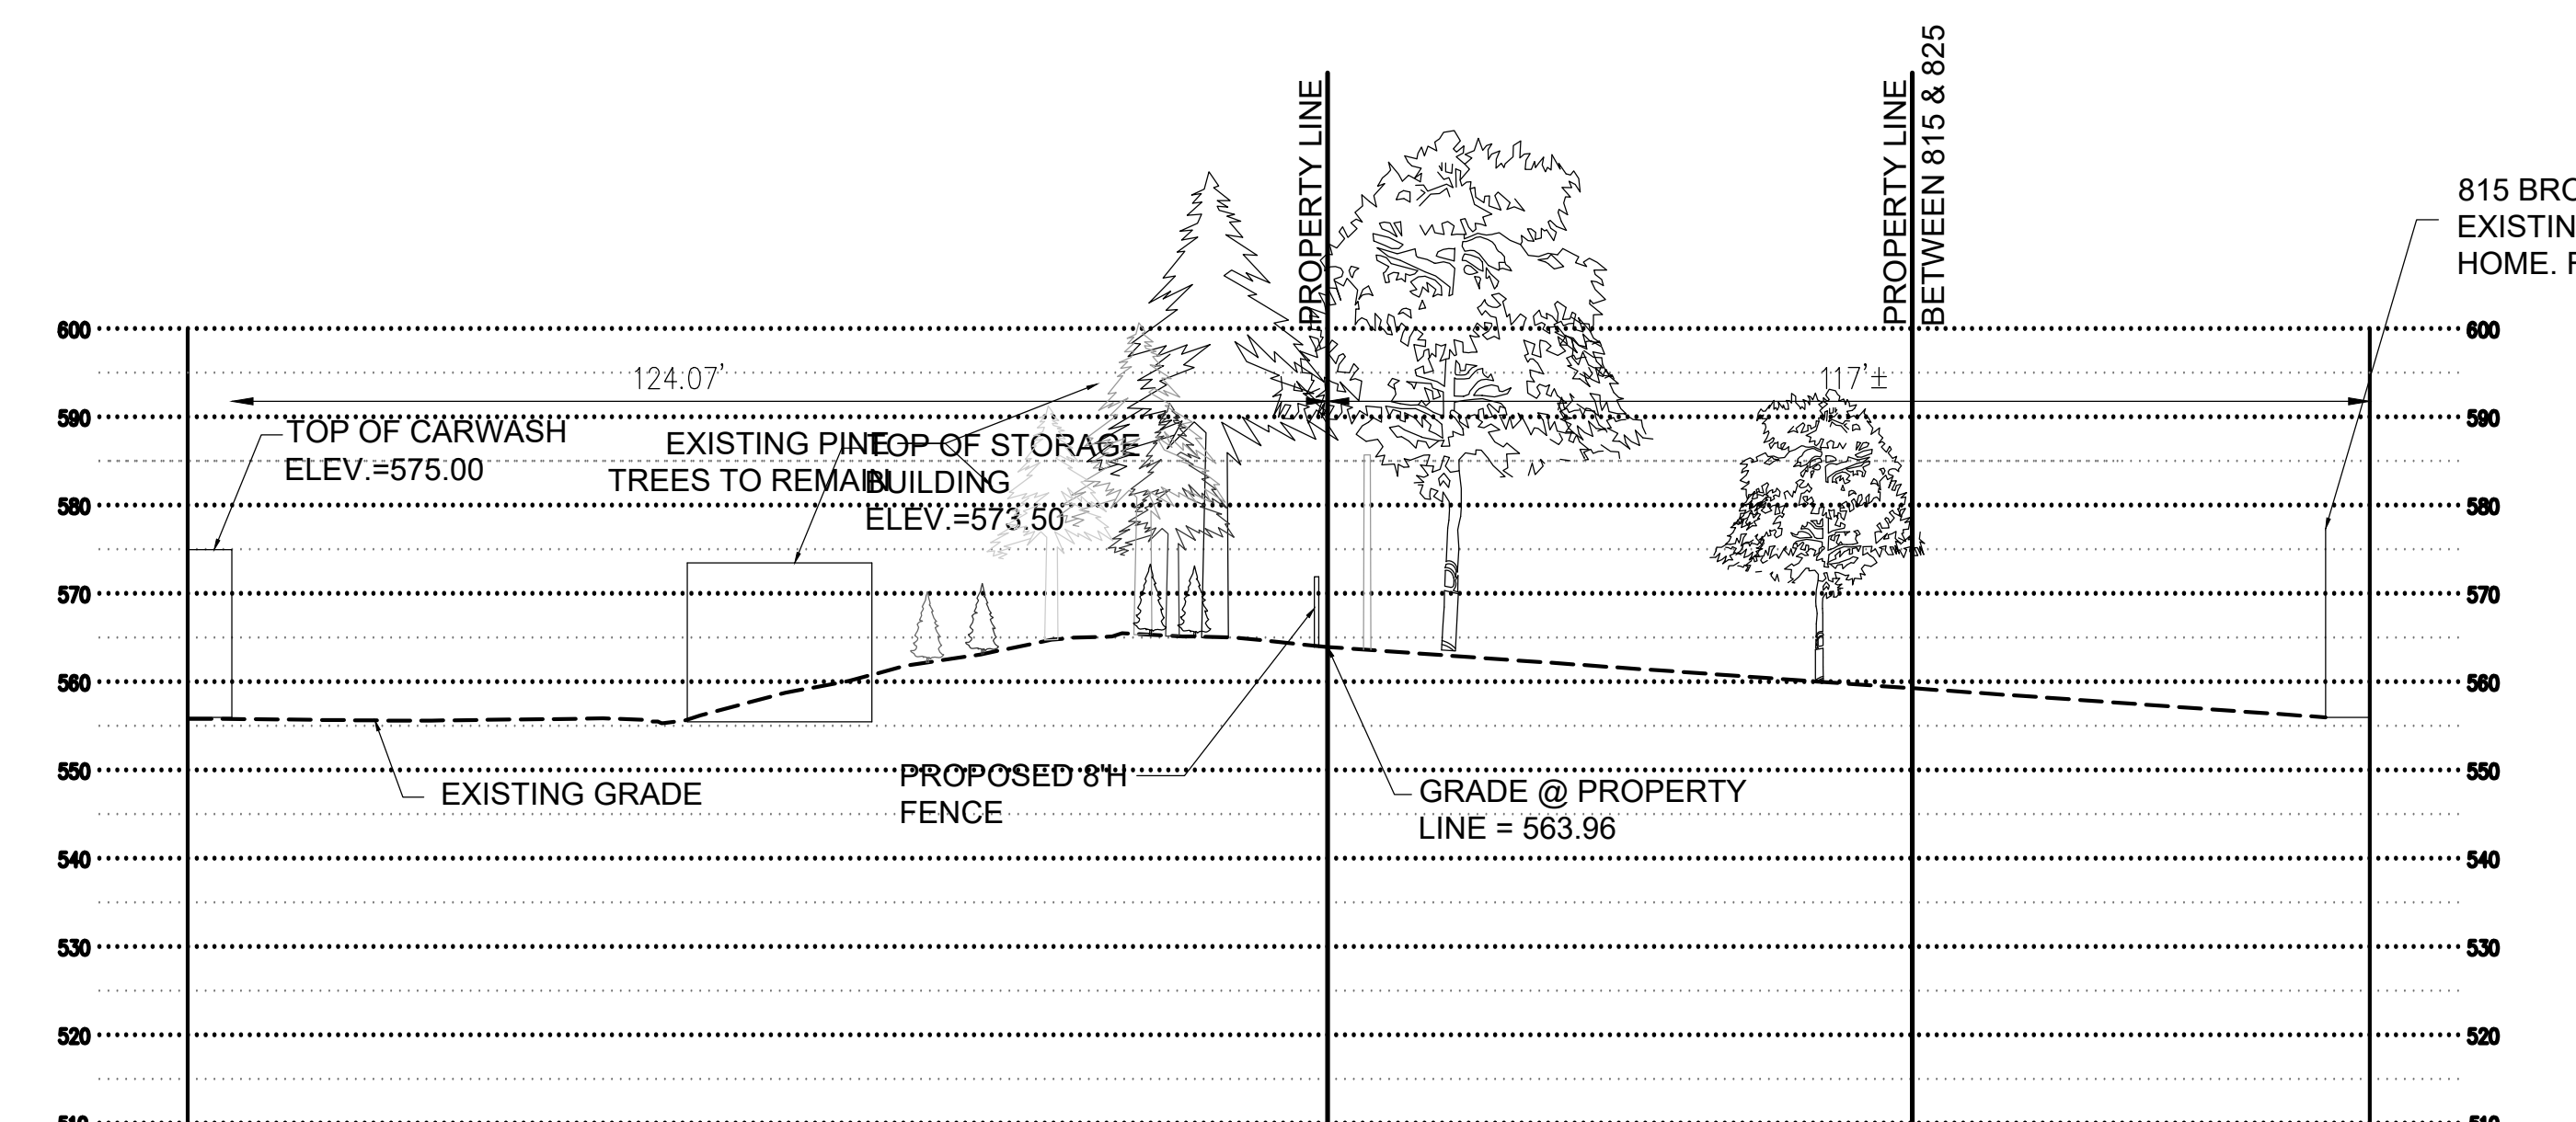 PROPERTY LINE
PROPERTY LINE
BETWEEN 815 & 825
815 BRO
EXISTIN
HOME. F
600
600
124.07'
117'±
590
590
TOP OF CARWASH
ELEV.=575.00
EXISTING PINE
TREES TO REMAIN
TOP OF STORAGE
BUILDING
ELEV.=573.50
580
580
570
570
560
560
550
550
EXISTING GRADE
PROPOSED 8'H
FENCE
GRADE @ PROPERTY
LINE = 563.96
540
540
530
530
520
520
510
510